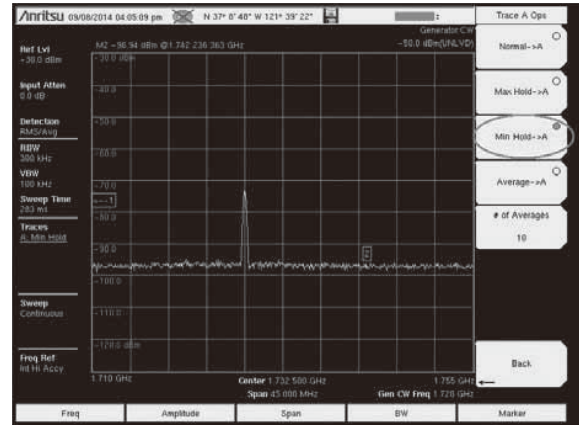 Anritsu 09/08/2014 04:05:09 pm N 37° 8' 48" W 121° 39' 22"
Trace A Ops
Generator CW
Ref Lvl
-30.0 dBm
M2 -96.94 dBm @1.742 236 363 GHz
-50.0 dBm(UNLVD)
Normal->A
-30.0 dBm
Input Atten
0.0 dB
-40.0
Max Hold->A
Detection
RMS/Avg
-50.0
Min Hold->A
RBW
300 kHz
-60.0
VBW
100 kHz
-70.0
Average->A
Sweep Time
283 ms
1
-80.0
Traces
A: Min Hold
# of Averages
10
-90.0
-100.0
Sweep
Continuous
-110.0
-120.0 dBm
Freq Ref
Int Hi Accy
Back
1.710 GHz
Center 1.732 500 GHz
1.755 GHz
Span 45.000 MHz
Gen CW Freq 1.726 GHz
Freq
Amplitude
Span
BW
Marker